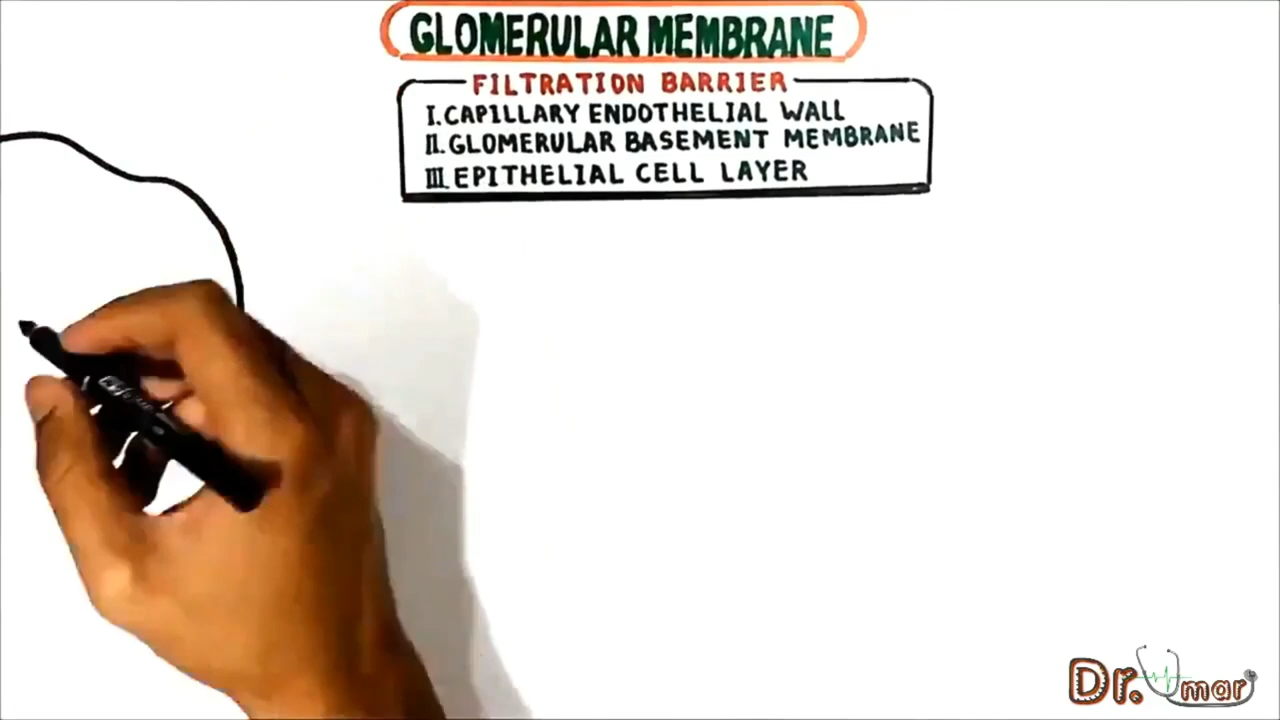 GLOMERULAR MEMBRANE
FILTRATION BARRIER
I. CAPILLARY ENDOTHELIAL WALL
II. GLOMERULAR BASEMENT MEMBRANE
III EPITHELIAL CELL LAYER
Dr. Umar